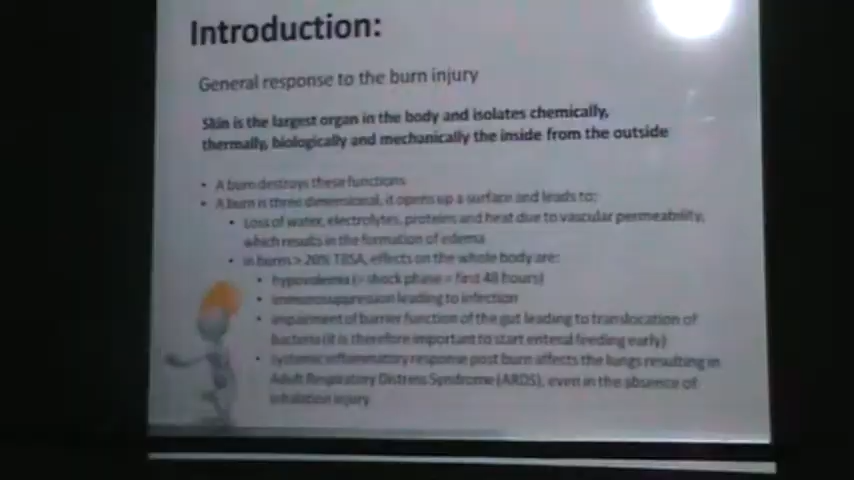 Introduction:
General response to the burn injury
Skin is the largest organ in the body and isolates chemically,
thermally, biologically and mechanically the inside from the outside
• A burn destroys these functions
• A burn is three dimensional, it opens up a surface and leads to:
• Loss of water, electrolytes, proteins and heat due to vascular permeability,
which results in the formation of edema
• in burns > 20% TBSA, effects on the whole body are:
• hypovolemia (= shock phase = first 48 hours)
• immunosuppression leading to infection
• impairment of barrier function of the gut leading to translocation of
bacteria (it is therefore important to start enteral feeding early)
• systemic inflammatory response post burn affects the lungs resulting in
Adult Respiratory Distress Syndrome (ARDS), even in the absence of
inhalation injury